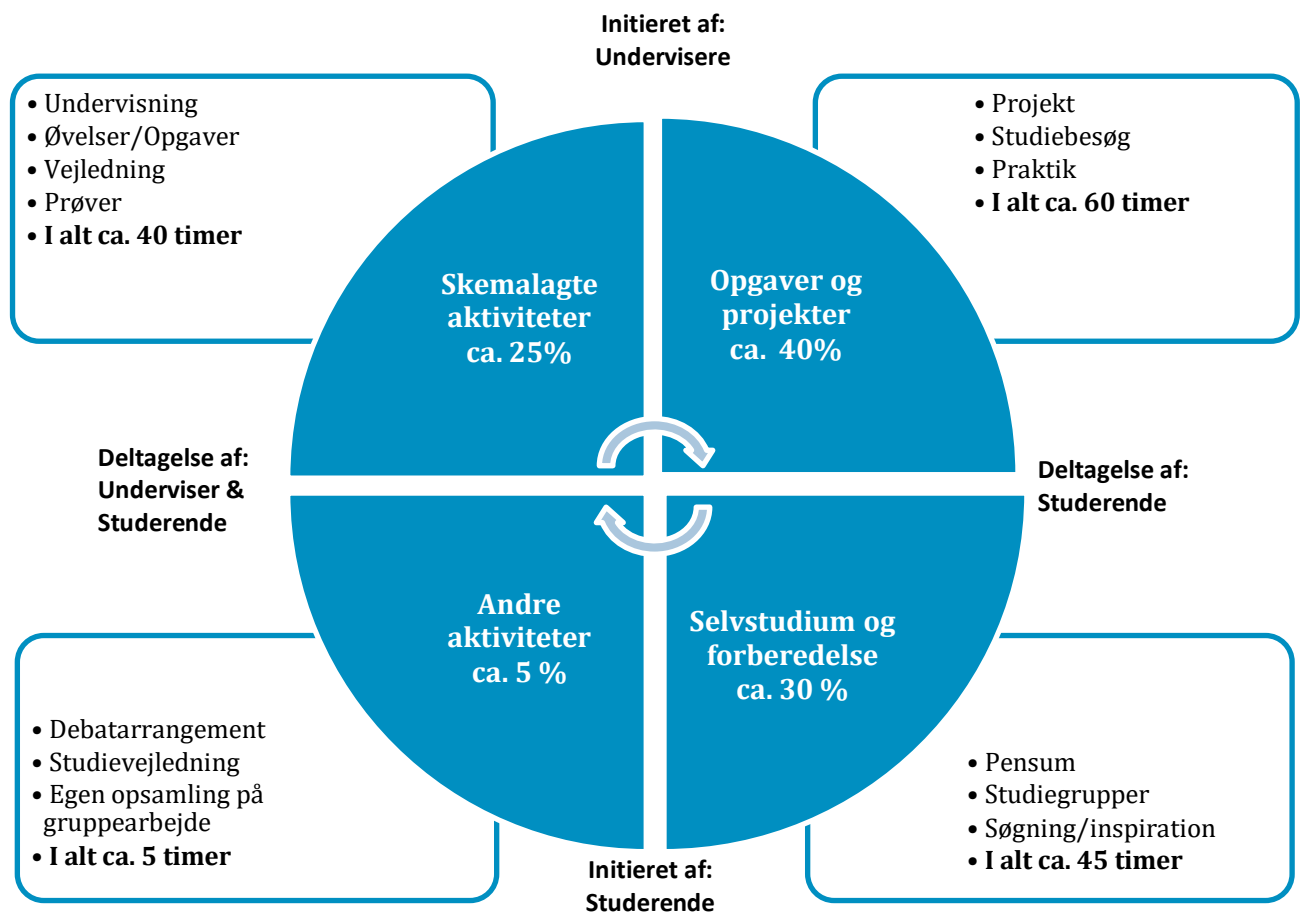 Initieret af:
Undervisere
• Undervisning
• Øvelser/Opgaver
• Vejledning
• Prøver
• I alt ca. 40 timer
• Projekt
• Studiebesøg
• Praktik
• I alt ca. 60 timer
Skemalagte
aktiviteter
ca. 25%
Opgaver og
projekter
ca. 40%
Deltagelse af:
Underviser &
Studerende
Deltagelse af:
Studerende
Andre
aktiviteter
ca. 5 %
Selvstudium og
forberedelse
ca. 30 %
• Debatarrangement
• Studievejledning
• Egen opsamling på
gruppearbejde
• I alt ca. 5 timer
• Pensum
• Studiegrupper
• Søgning/inspiration
• I alt ca. 45 timer
Initieret af:
Studerende